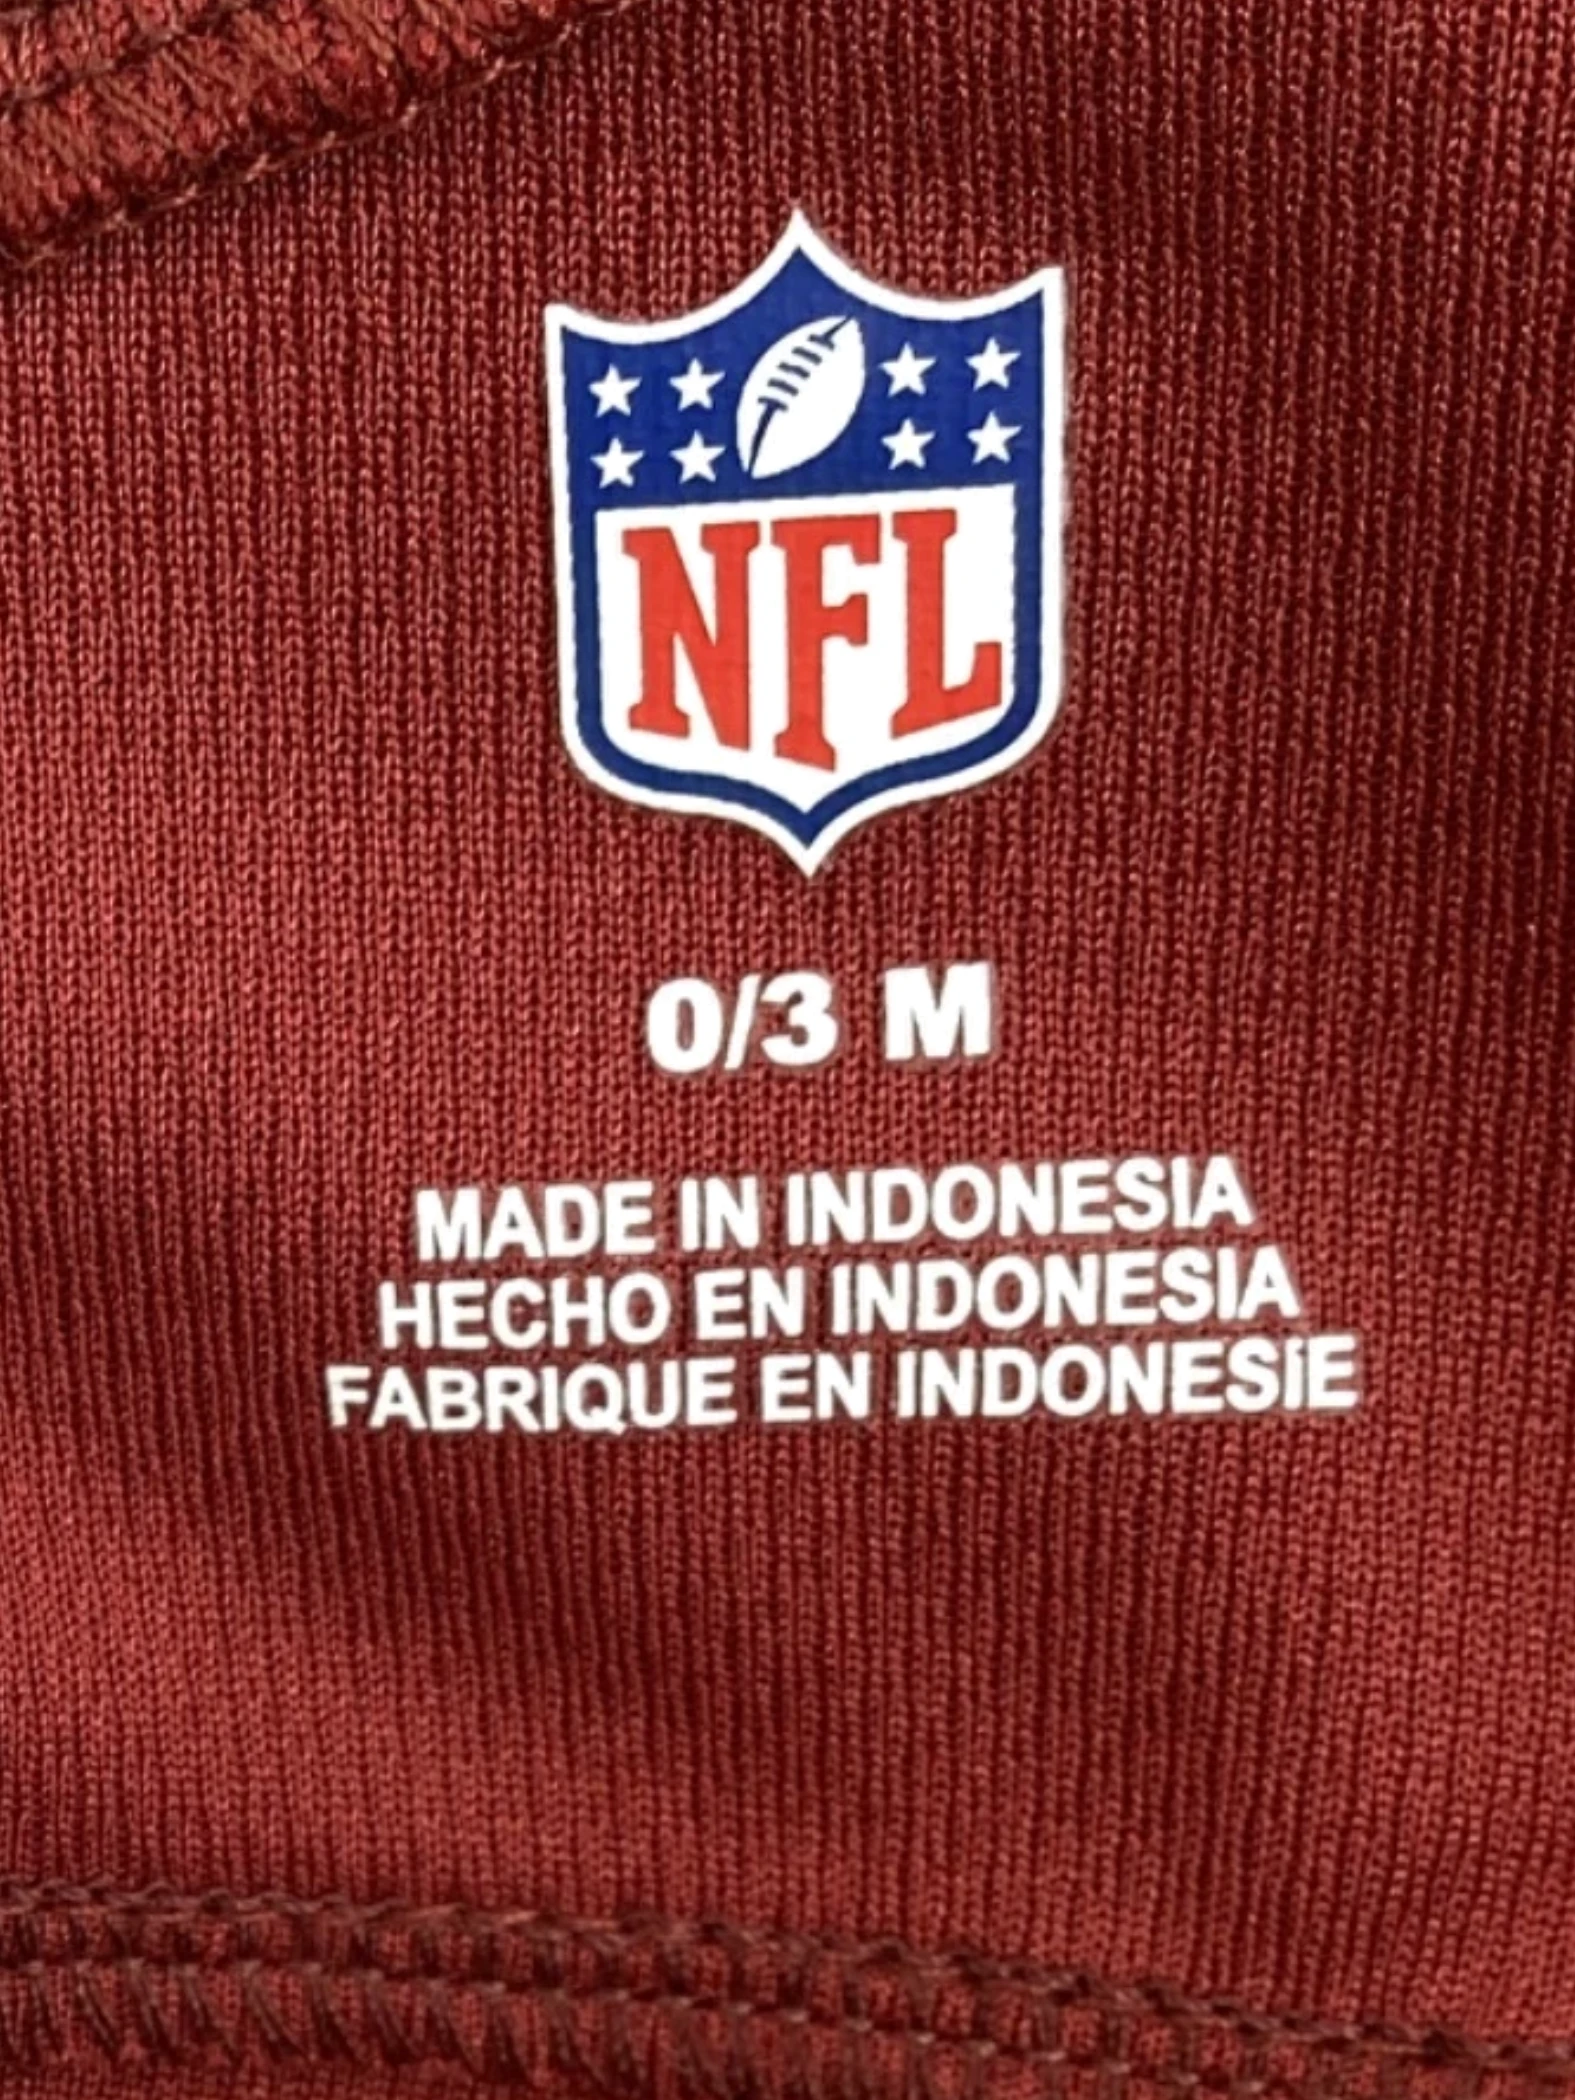 NFL
0/3 M
MADE IN INDONESIA
HECHO EN INDONESIA
FABRIQUE EN INDONESIE